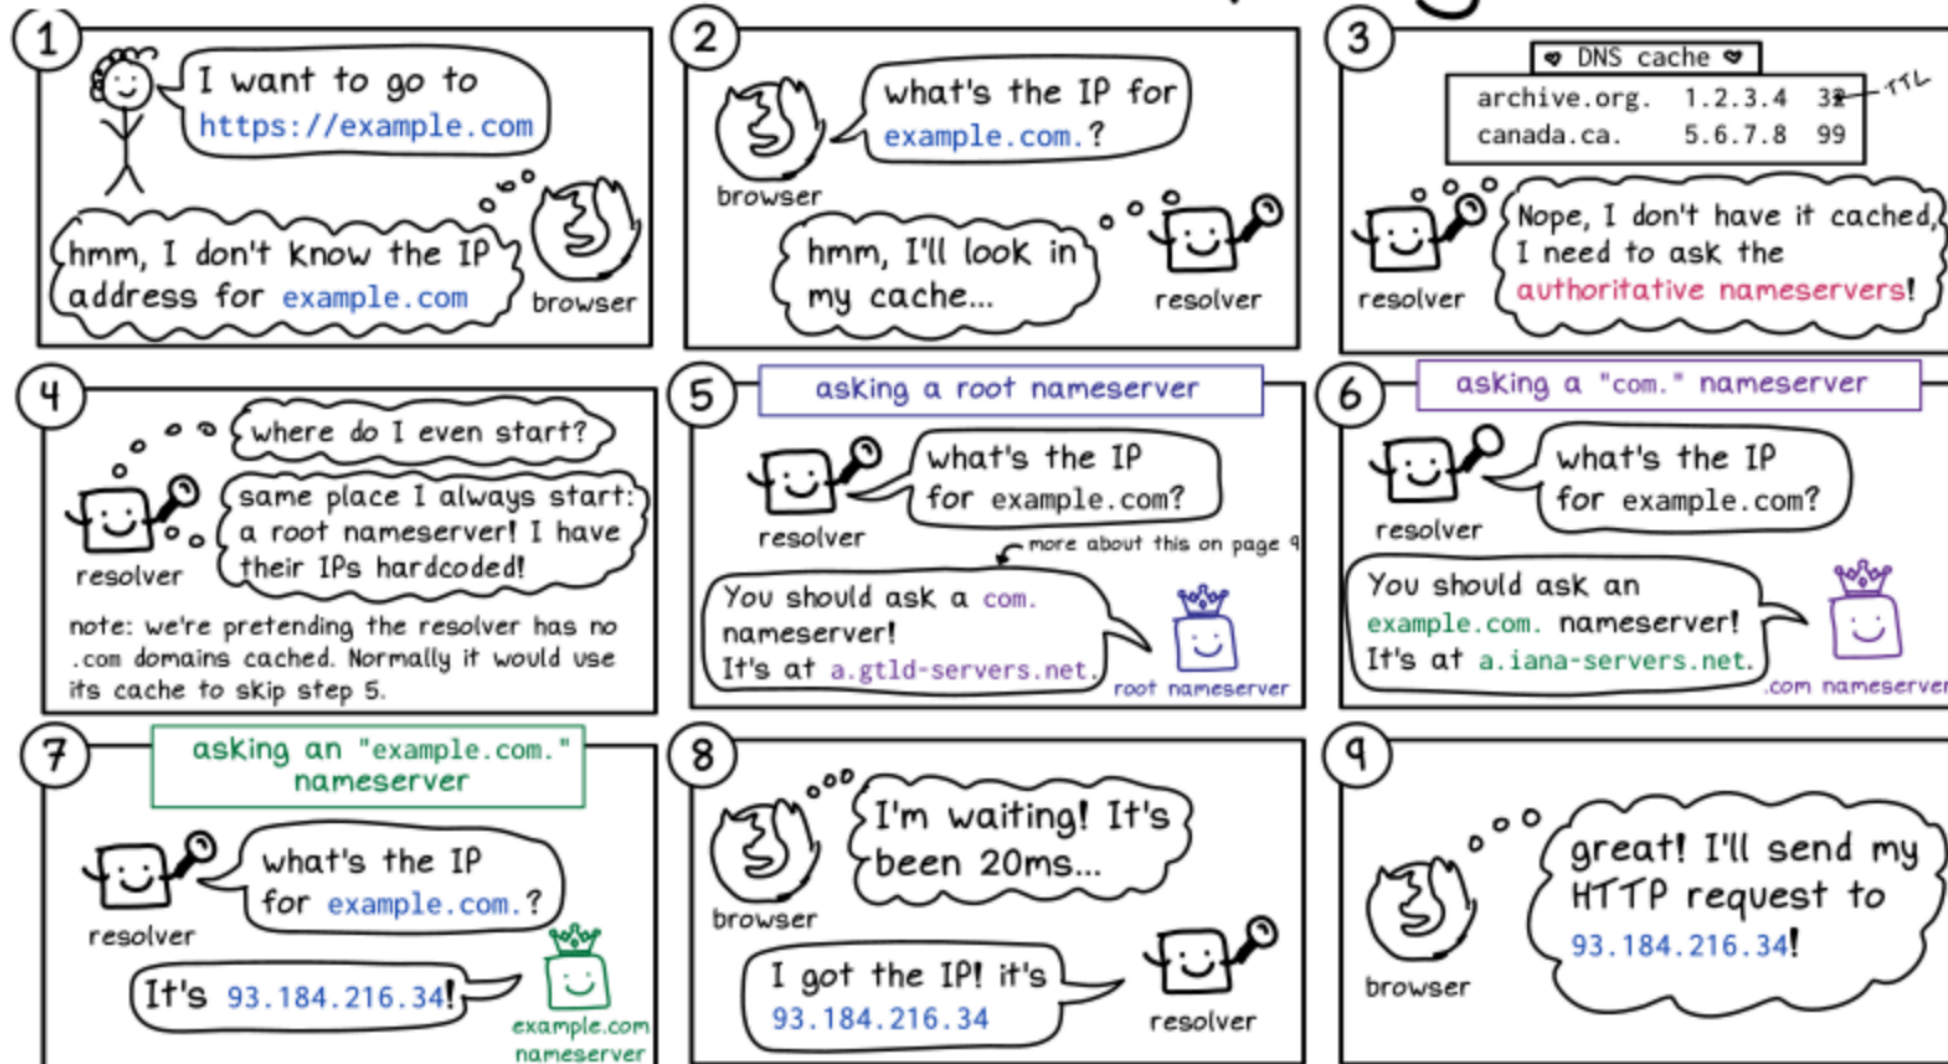 1
I want to go to
https://example.com
hmm, I don't know the IP
address for example.com
browser
2
what's the IP for
example.com.?
browser
hmm, I'll look in
my cache...
resolver
3
♥ DNS cache ♥
archive.org. 1.2.3.4 32
TTL
canada.ca. 5.6.7.8 99
Nope, I don't have it cached,
I need to ask the
authoritative nameservers!
resolver
4
where do I even start?
same place I always start:
a root nameserver! I have
their IPs hardcoded!
resolver
note: we're pretending the resolver has no
.com domains cached. Normally it would use
its cache to skip step 5.
5
asking a root nameserver
what's the IP
for example.com?
resolver
more about this on page 9
You should ask a com.
nameserver!
It's at a.gtld-servers.net.
root nameserver
6
asking a "com." nameserver
what's the IP
for example.com?
resolver
You should ask an
example.com. nameserver!
It's at a.iana-servers.net.
.com nameserver
7
asking an "example.com."
nameserver
what's the IP
for example.com.?
resolver
It's 93.184.216.34!
example.com
nameserver
8
I'm waiting! It's
been 20ms...
browser
I got the IP! it's
93.184.216.34
resolver
9
great! I'll send my
HTTP request to
93.184.216.34!
browser